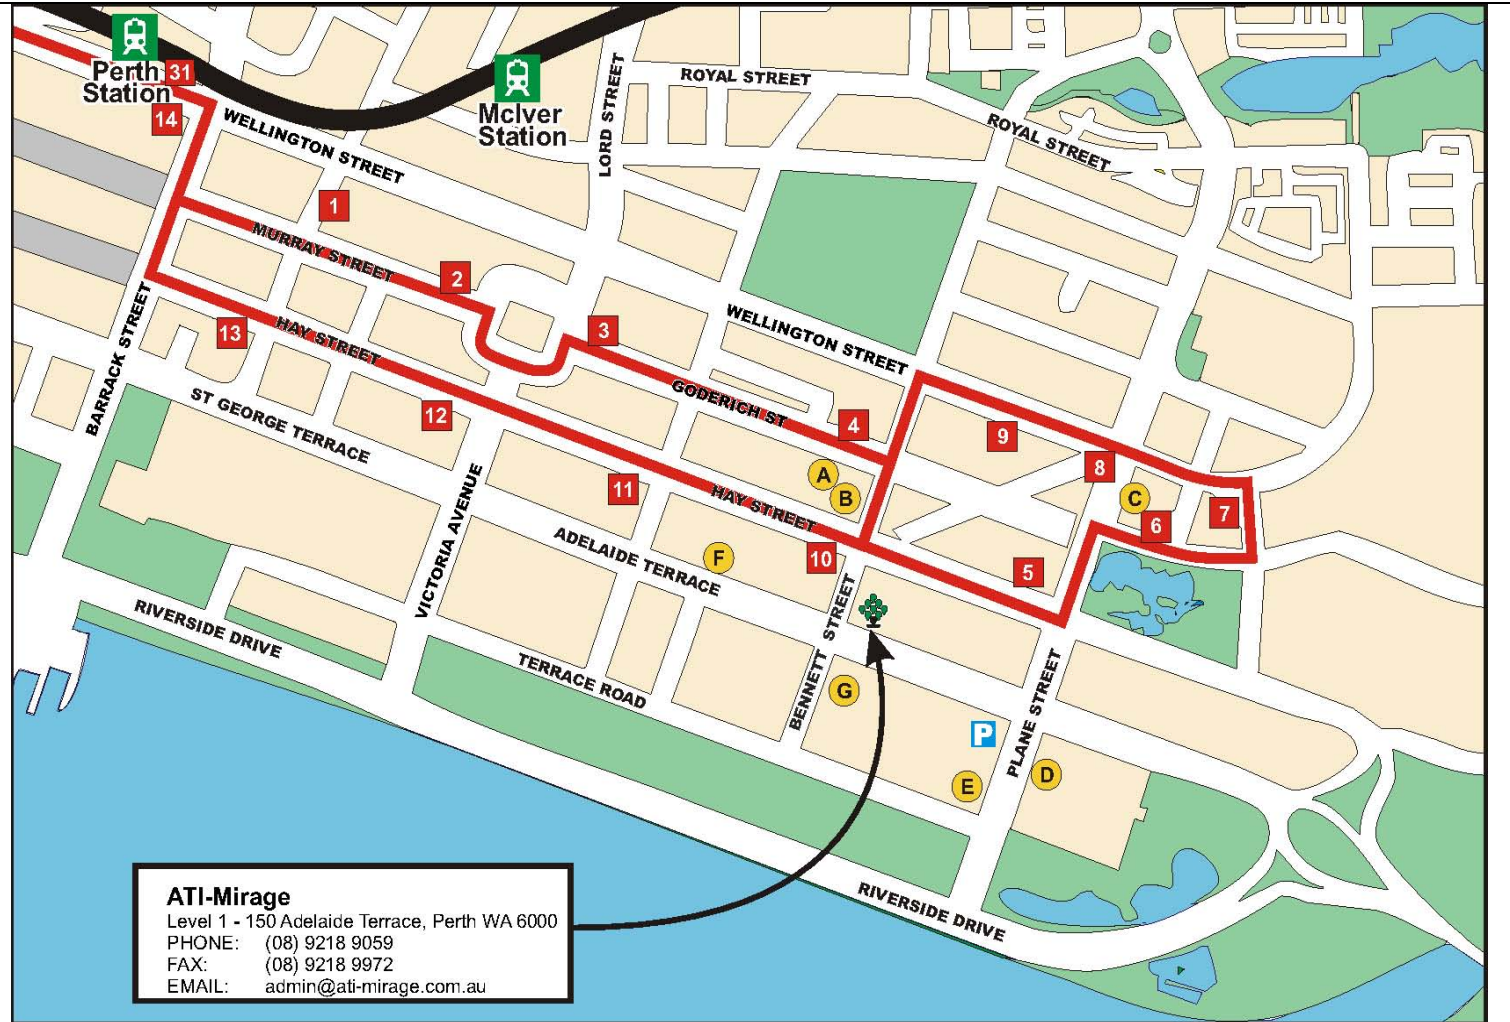 Perth
Station
31
14
McIver
Station
LORD STREET
ROYAL STREET
ROYAL STREET
WELLINGTON STREET
1
MURRAY STREET
2
3
WELLINGTON STREET
13
HAY STREET
BARRACK STREET
ST GEORGE TERRACE
12
GODERICH ST
4
9
8
A
B
C
7
6
11
HAY STREET
VICTORIA AVENUE
ADELAIDE TERRACE
F
10
5
BENNETT STREET
RIVERSIDE DRIVE
TERRACE ROAD
G
P
PLANE STREET
D
E
RIVERSIDE DRIVE
ATI-Mirage
Level 1 - 150 Adelaide Terrace, Perth WA 6000
PHONE: (08) 9218 9059
FAX: (08) 9218 9972
EMAIL: admin@ati-mirage.com.au